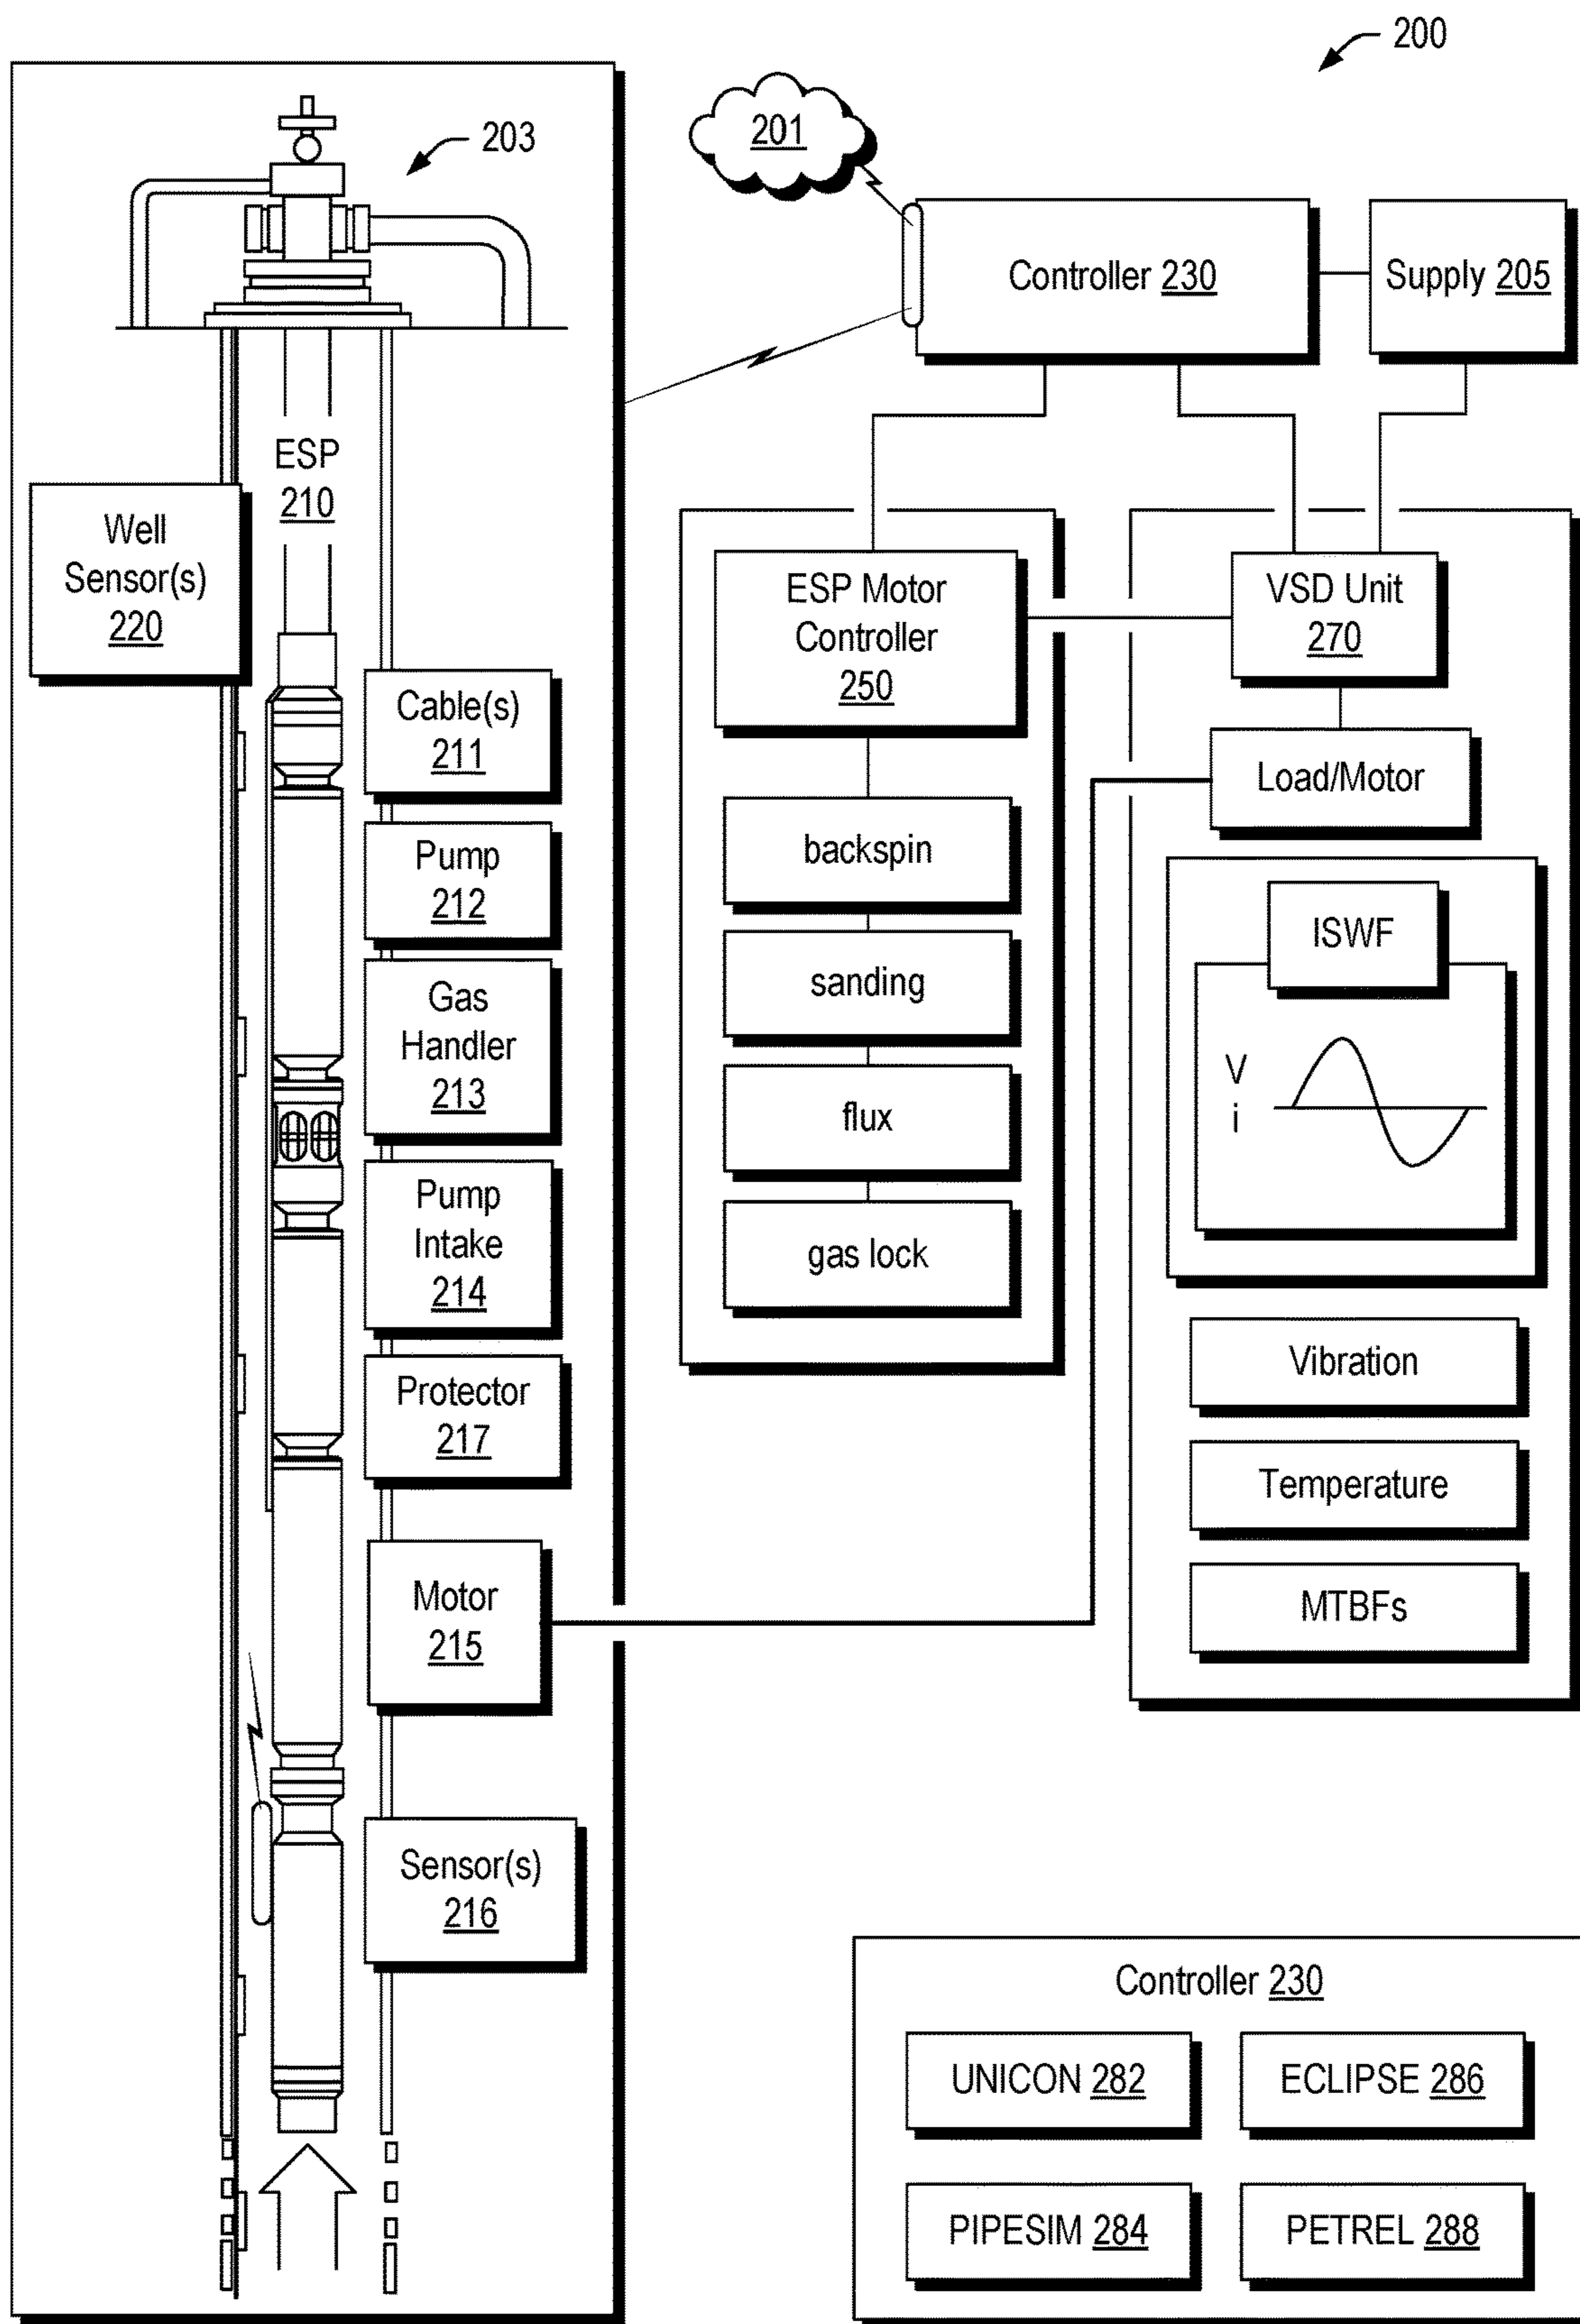 200
203
201
Controller 230
Supply 205
ESP
210
Well
Sensor(s)
220
Cable(s)
211
Pump
212
Gas
Handler
213
Pump
Intake
214
Protector
217
Motor
215
Sensor(s)
216
ESP Motor
Controller
250
backspin
sanding
flux
gas lock
VSD Unit
270
Load/Motor
ISWF
V
i
Vibration
Temperature
MTBFs
Controller 230
UNICON 282
ECLIPSE 286
PIPESIM 284
PETREL 288